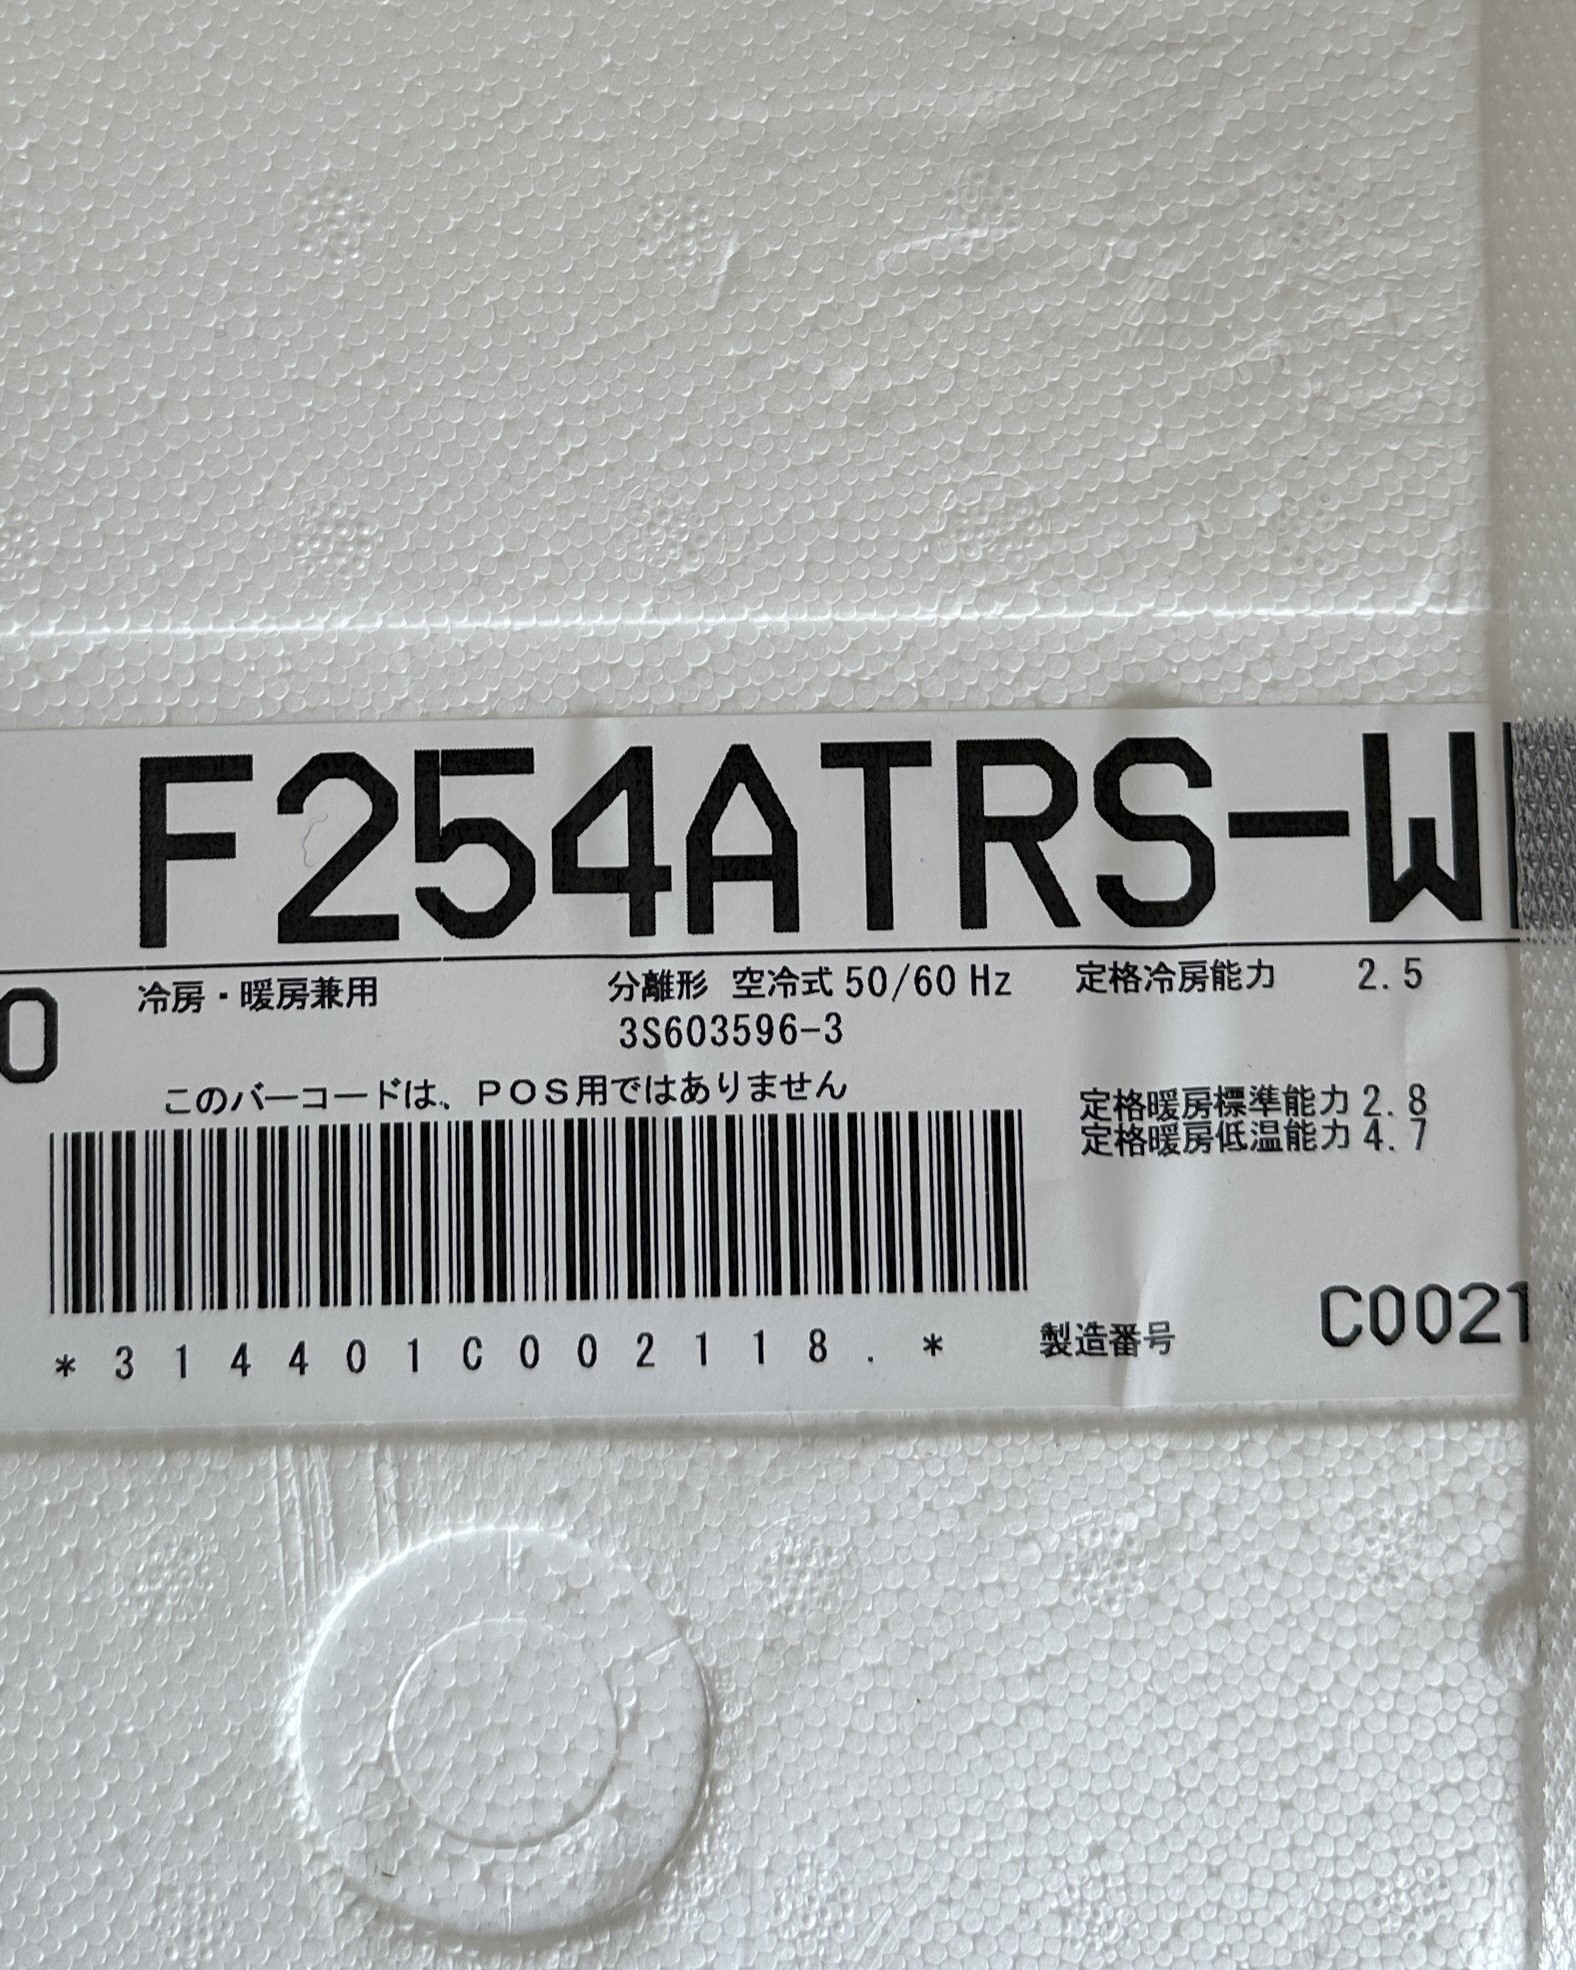 F254ATRS-W
冷房・暖房兼用 分離形 空冷式 50/60 Hz 定格冷房能力 2.5
0 3S603596-3
このバーコードは、POS用ではありません 定格暖房標準能力 2.8
定格暖房低温能力 4.7
*314401C002118.* 製造番号 C0021